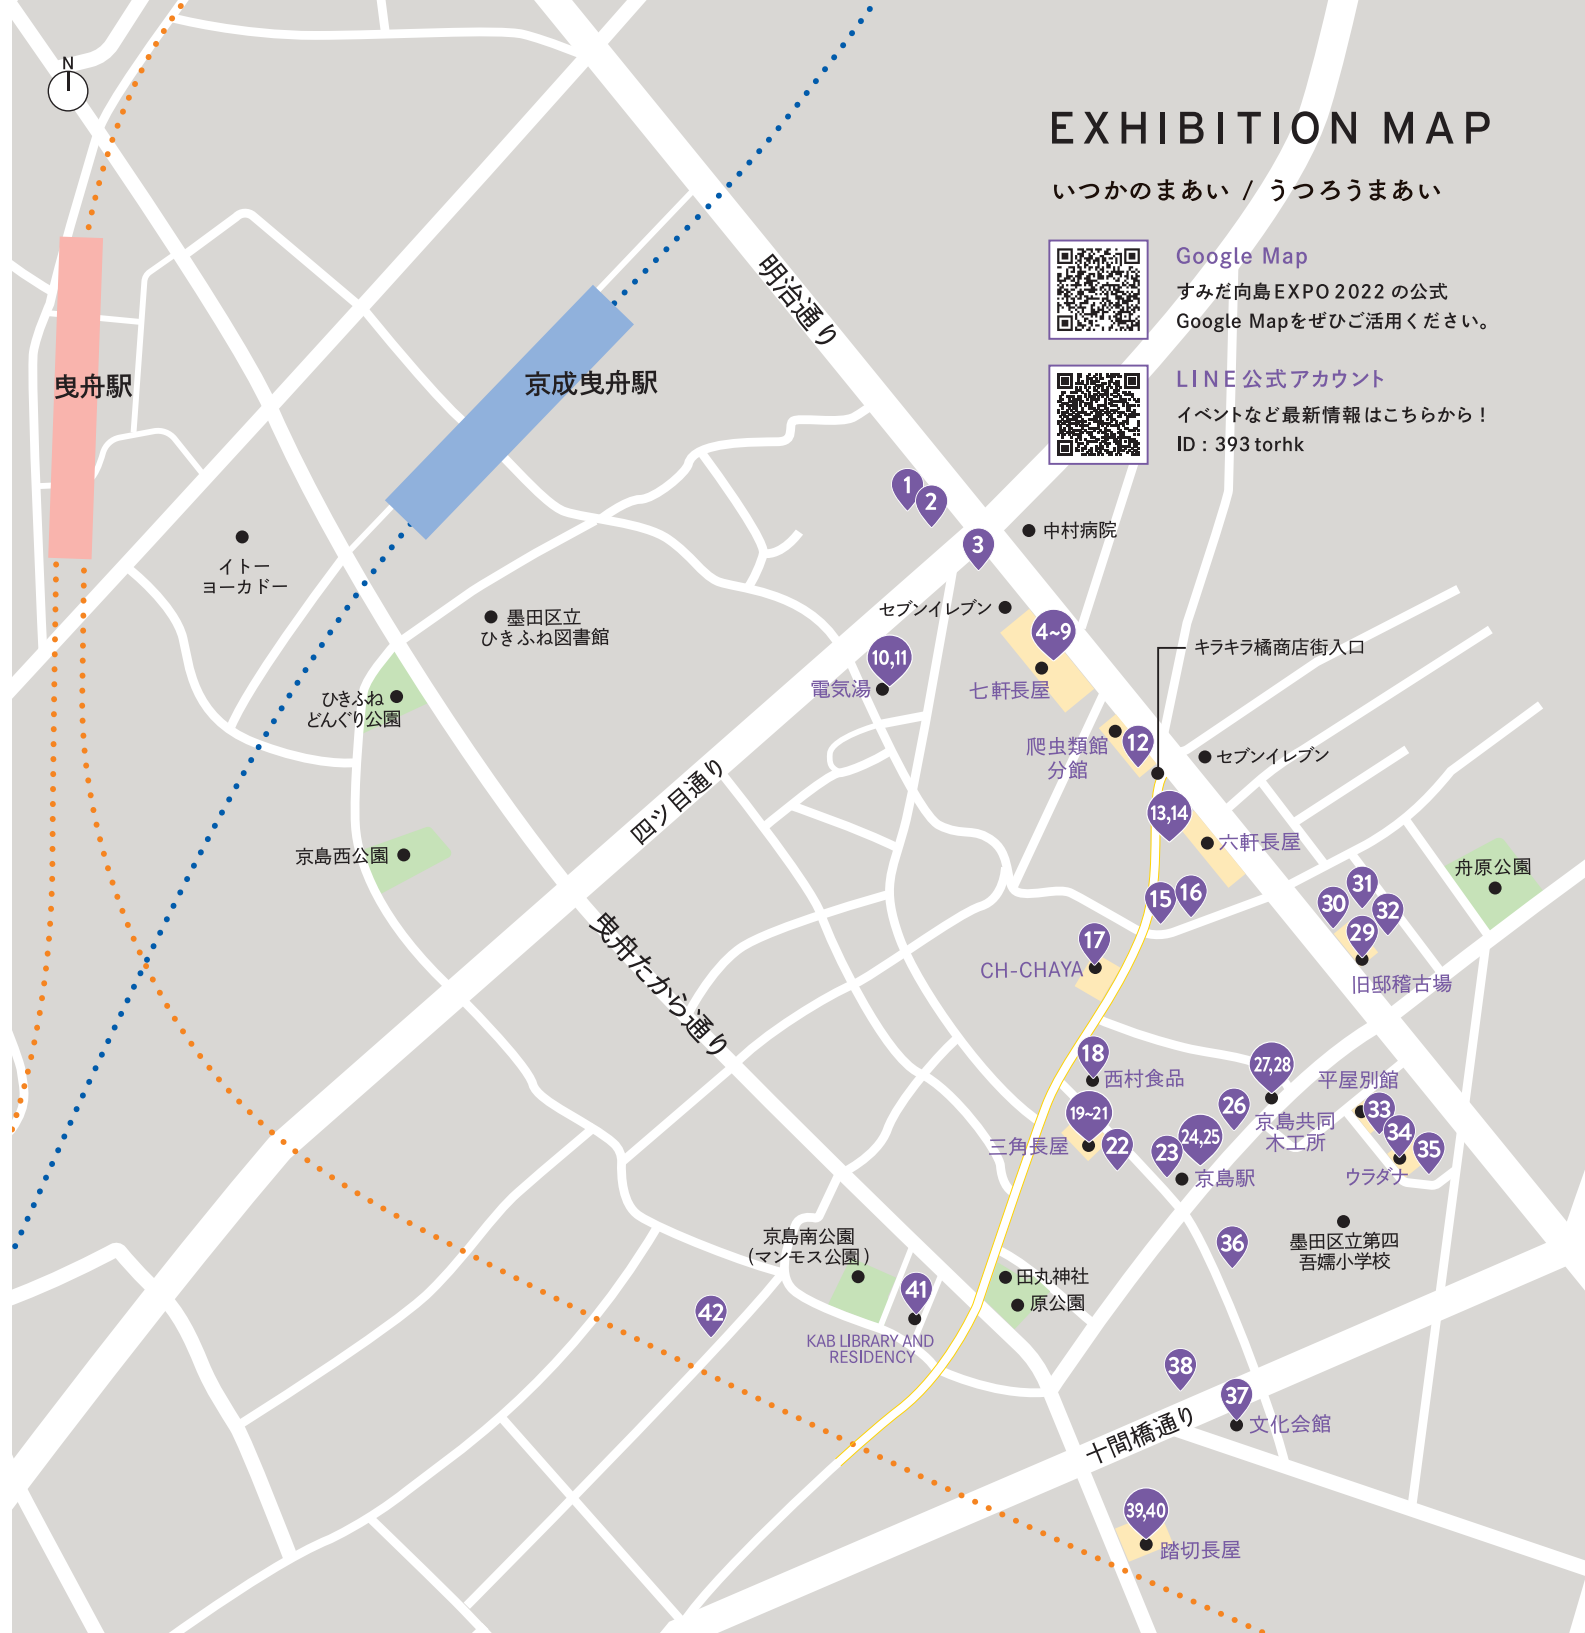 N
EXHIBITION MAP
いつかのまあい / うつろうまあい
Google Map
すみだ向島EXPO 2022 の公式
Google Mapをぜひご活用ください。
LINE公式アカウント
イベントなど最新情報はこちらから！
ID : 393torhk
明治通り
曳舟駅
京成曳舟駅
1
2
3
中村病院
イトー
ヨーカドー
墨田区立
ひきふね図書館
セブンイレブン
4~9
七軒長屋
10,11
電気湯
キラキラ橘商店街入口
ひきふね
どんぐり公園
爬虫類館
分館
12
セブンイレブン
四ツ目通り
13,14
六軒長屋
京島西公園
舟原公園
15
16
30
31
32
29
旧邸稽古場
曳舟たから通り
17
CH-CHAYA
18
西村食品
27,28
京島共同
木工所
平屋別館
33
34
35
ウラダナ
19~21
三角長屋
22
23
24,25
26
京島駅
36
墨田区立第四
吾嬬小学校
京島南公園
(マンモス公園)
田丸神社
原公園
41
KAB LIBRARY AND
RESIDENCY
42
38
37
文化会館
十間橋通り
39,40
踏切長屋